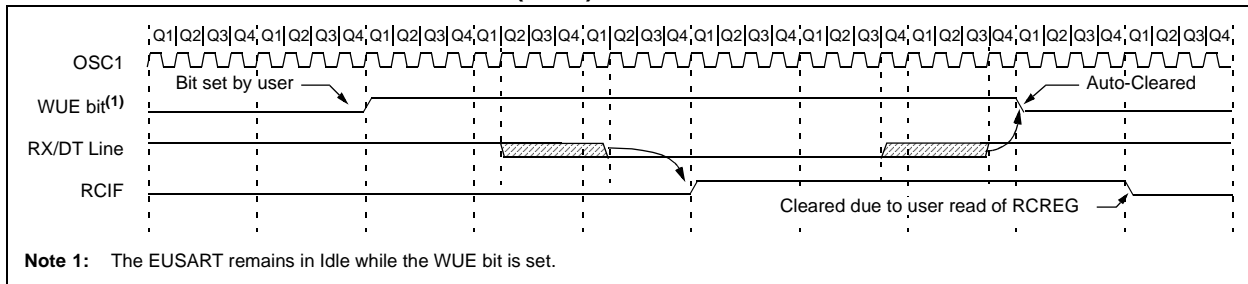 Q1 Q2 Q3 Q4 Q1 Q2 Q3 Q4 Q1 Q2 Q3 Q4 Q1 Q2 Q3 Q4 Q1 Q2 Q3 Q4 Q1 Q2 Q3 Q4 Q1 Q2 Q3 Q4 Q1 Q2 Q3 Q4 Q1 Q2 Q3 Q4 Q1 Q2 Q3 Q4
OSC1
Bit set by user
Auto-Cleared
WUE bit(1)
RX/DT Line
RCIF
Cleared due to user read of RCREG
Note 1: The EUSART remains in Idle while the WUE bit is set.